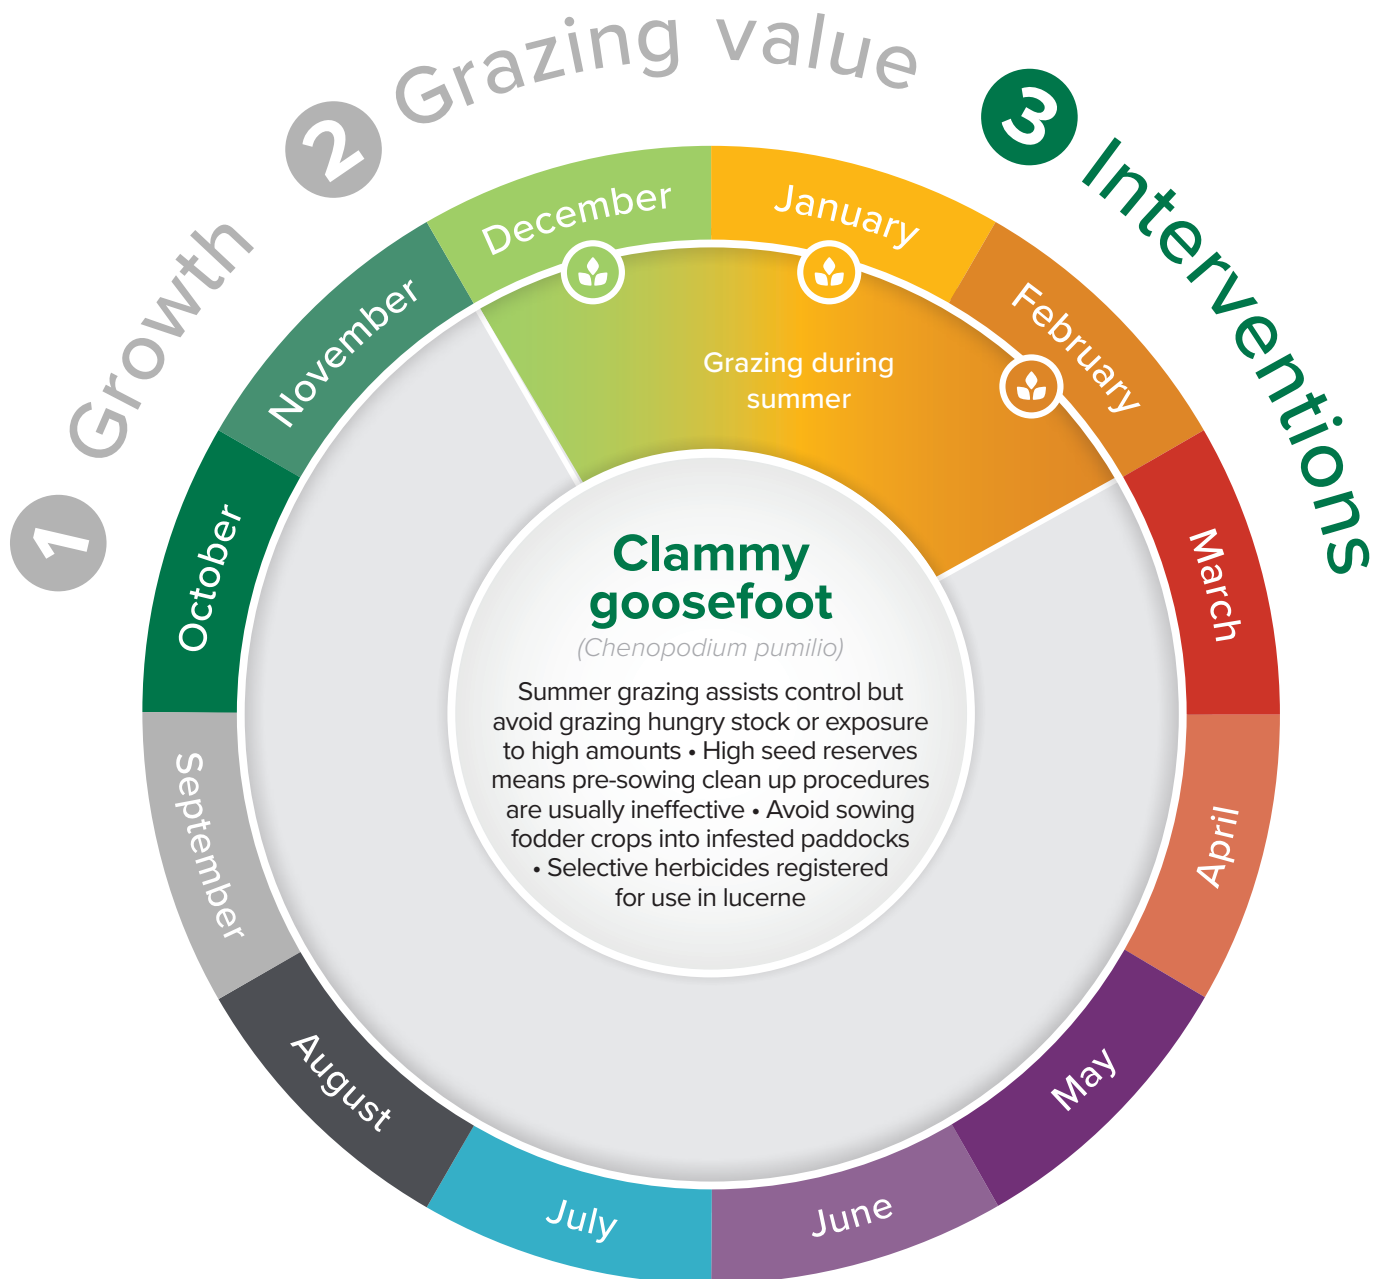 1 Growth
2 Grazing value
3 Interventions
January
February
March
April
May
June
July
August
September
October
November
December
Grazing during
summer
Clammy
goosefoot
(Chenopodium pumilio)
Summer grazing assists control but
avoid grazing hungry stock or exposure
to high amounts • High seed reserves
means pre-sowing clean up procedures
are usually ineffective • Avoid sowing
fodder crops into infested paddocks
• Selective herbicides registered
for use in lucerne